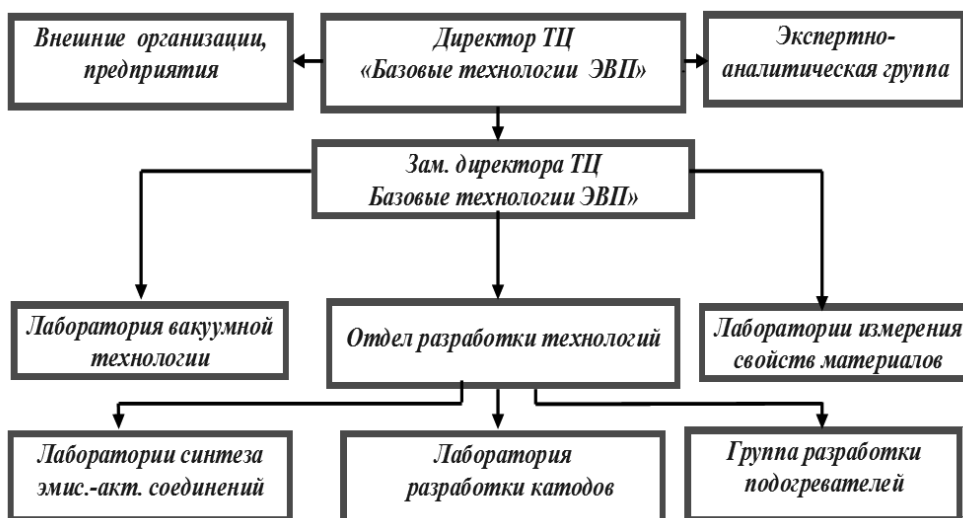 Внешние организации,
предприятия
Директор ТЦ
«Базовые технологии ЭВП»
Экспертно-
аналитическая группа
Зам. директора ТЦ
Базовые технологии ЭВП»
Лаборатория вакуумной
технологии
Отдел разработки технологий
Лаборатории измерения
свойств материалов
Лаборатории синтеза
эмис.-акт. соединений
Лаборатория
разработки катодов
Группа разработки
подогревателей